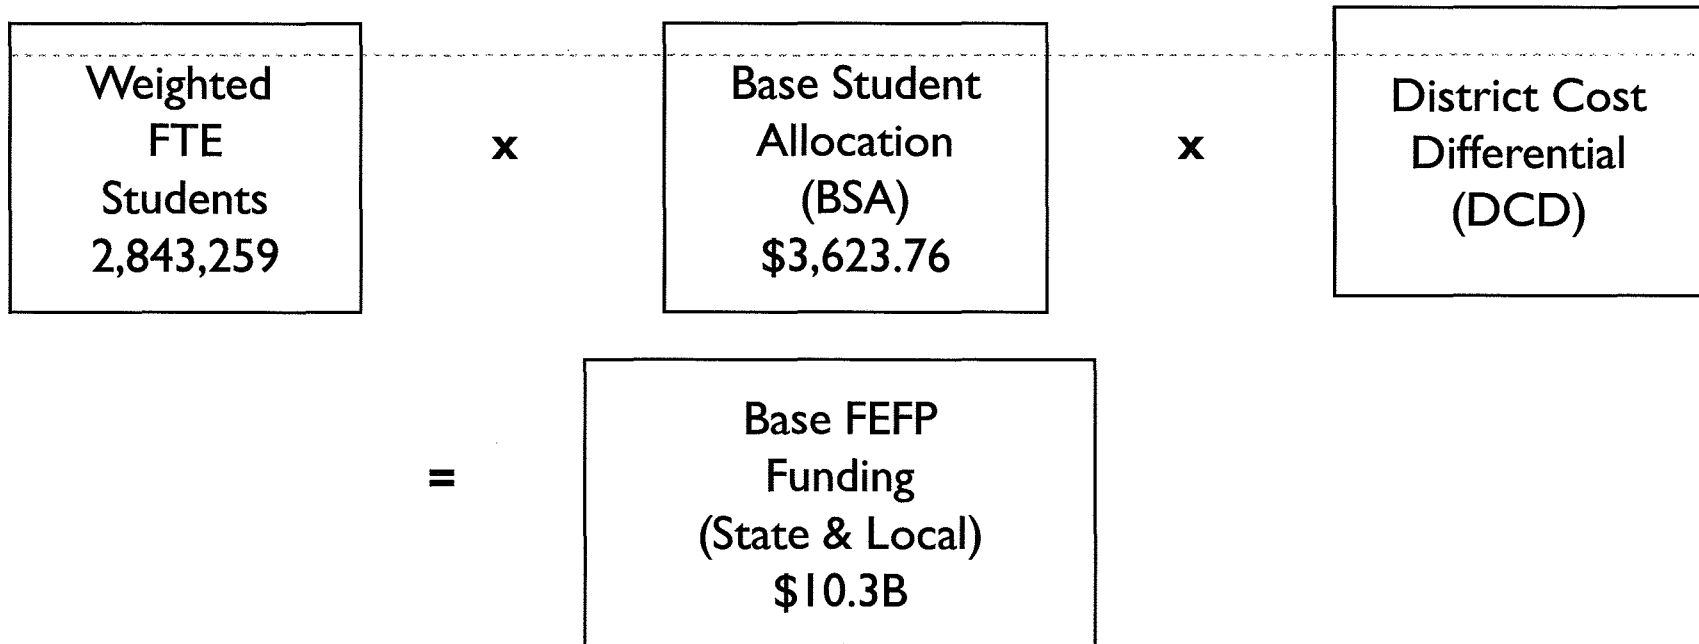 Weighted
FTE
Students
2,843,259
x
Base Student
Allocation
(BSA)
$3,623.76
x
District Cost
Differential
(DCD)
=
Base FEFP
Funding
(State & Local)
$10.3B